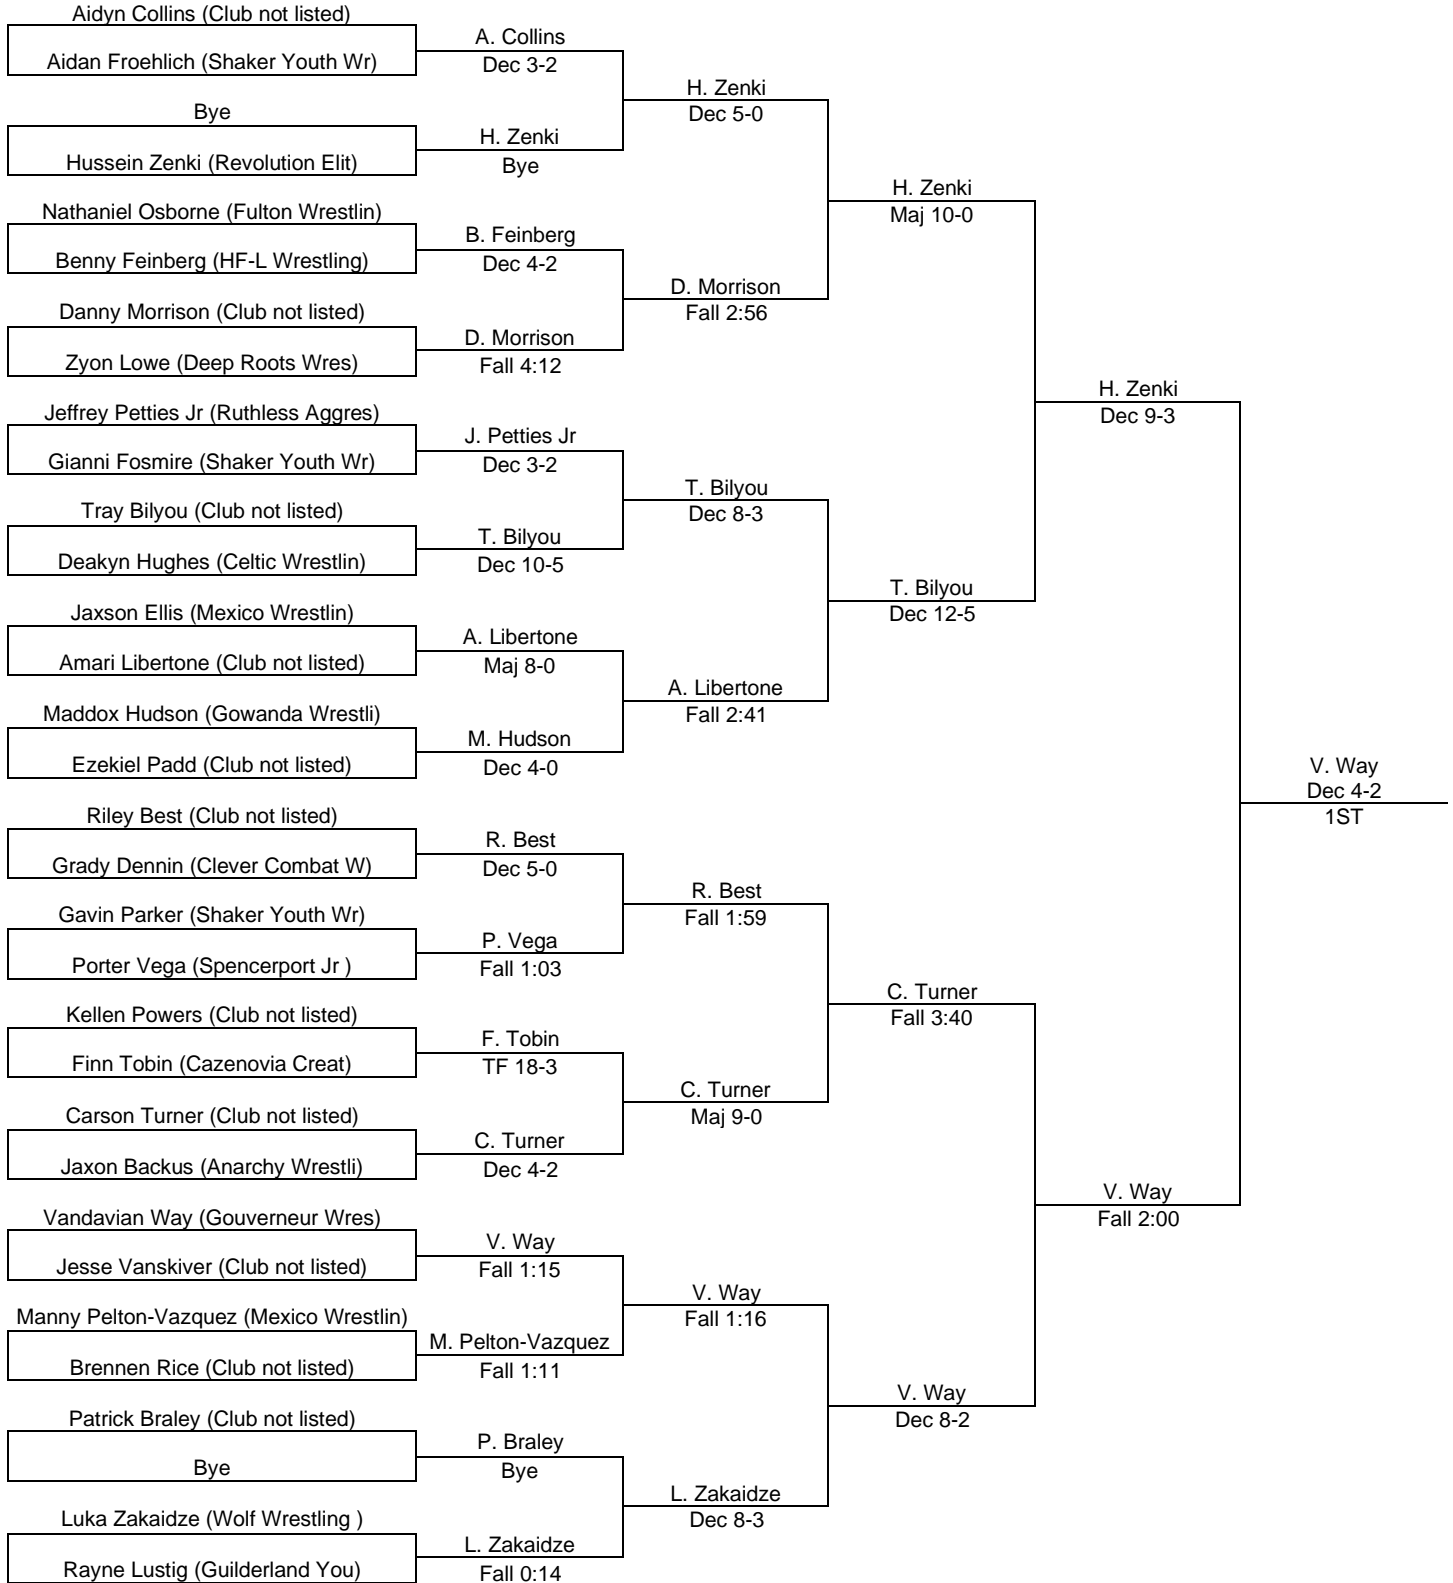 Aidyn Collins (Club not listed)
Aidan Froehlich (Shaker Youth Wr)
Bye
Hussein Zenki (Revolution Elit)
Nathaniel Osborne (Fulton Wrestlin)
Benny Feinberg (HF-L Wrestling)
Danny Morrison (Club not listed)
Zyon Lowe (Deep Roots Wres)
Jeffrey Petties Jr (Ruthless Aggres)
Gianni Fosmire (Shaker Youth Wr)
Tray Bilyou (Club not listed)
Deakyn Hughes (Celtic Wrestlin)
Jaxson Ellis (Mexico Wrestlin)
Amari Libertone (Club not listed)
Maddox Hudson (Gowanda Wrestli)
Ezekiel Padd (Club not listed)
Riley Best (Club not listed)
Grady Dennin (Clever Combat W)
Gavin Parker (Shaker Youth Wr)
Porter Vega (Spencerport Jr )
Kellen Powers (Club not listed)
Finn Tobin (Cazenovia Creat)
Carson Turner (Club not listed)
Jaxon Backus (Anarchy Wrestli)
Vandavian Way (Gouverneur Wres)
Jesse Vanskiver (Club not listed)
Manny Pelton-Vazquez (Mexico Wrestlin)
Brennen Rice (Club not listed)
Patrick Braley (Club not listed)
Bye
Luka Zakaidze (Wolf Wrestling )
Rayne Lustig (Guilderland You)
A. Collins
Dec 3-2
H. Zenki
Bye
B. Feinberg
Dec 4-2
D. Morrison
Fall 4:12
J. Petties Jr
Dec 3-2
T. Bilyou
Dec 10-5
A. Libertone
Maj 8-0
M. Hudson
Dec 4-0
R. Best
Dec 5-0
P. Vega
Fall 1:03
F. Tobin
TF 18-3
C. Turner
Dec 4-2
V. Way
Fall 1:15
M. Pelton-Vazquez
Fall 1:11
P. Braley
Bye
L. Zakaidze
Fall 0:14
H. Zenki
Dec 5-0
D. Morrison
Fall 2:56
T. Bilyou
Dec 8-3
A. Libertone
Fall 2:41
R. Best
Fall 1:59
C. Turner
Maj 9-0
V. Way
Fall 1:16
L. Zakaidze
Dec 8-3
H. Zenki
Maj 10-0
T. Bilyou
Dec 12-5
C. Turner
Fall 3:40
V. Way
Dec 8-2
H. Zenki
Dec 9-3
V. Way
Fall 2:00
V. Way
Dec 4-2
1ST